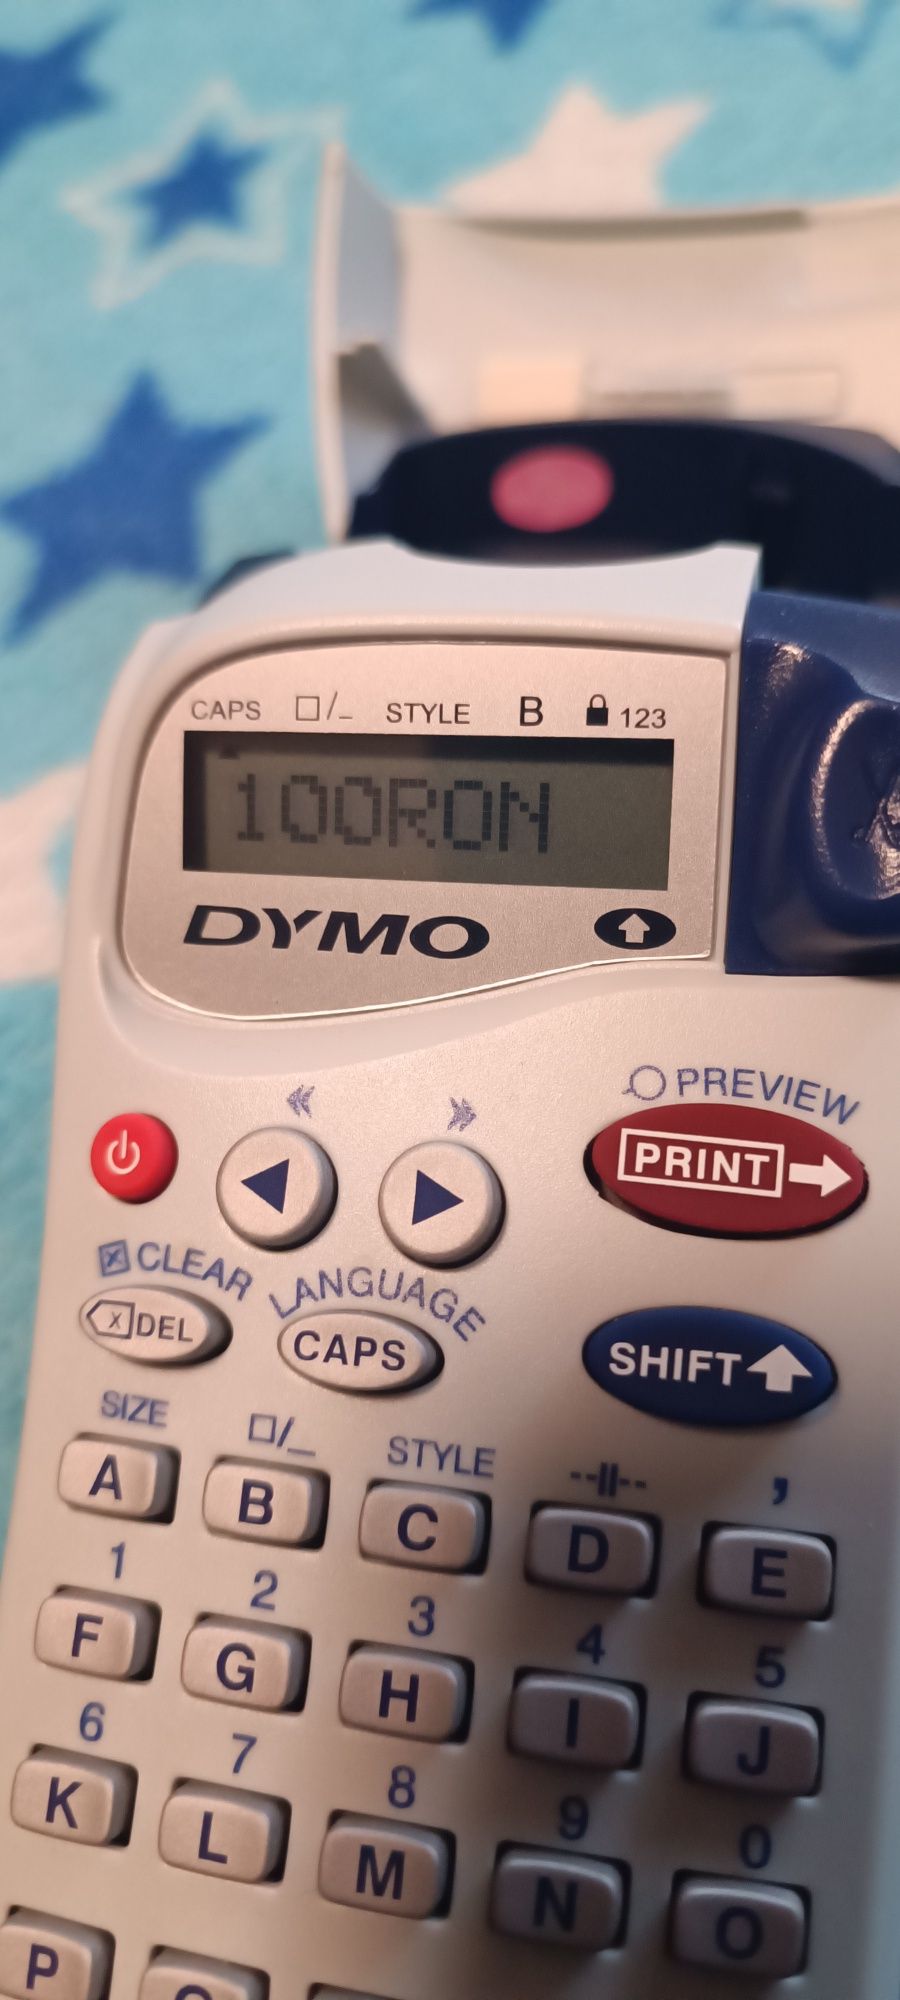 CAPS □/_ STYLE B 🔒 123
100RON
DYMO
PREVIEW
PRINT
CLEAR LANGUAGE
X DEL CAPS SHIFT
SIZE □/_ STYLE --||-- ,
A B C D E
1 2 3 4 5
F G H I J
6 7 8 9 0
K L M N O
P